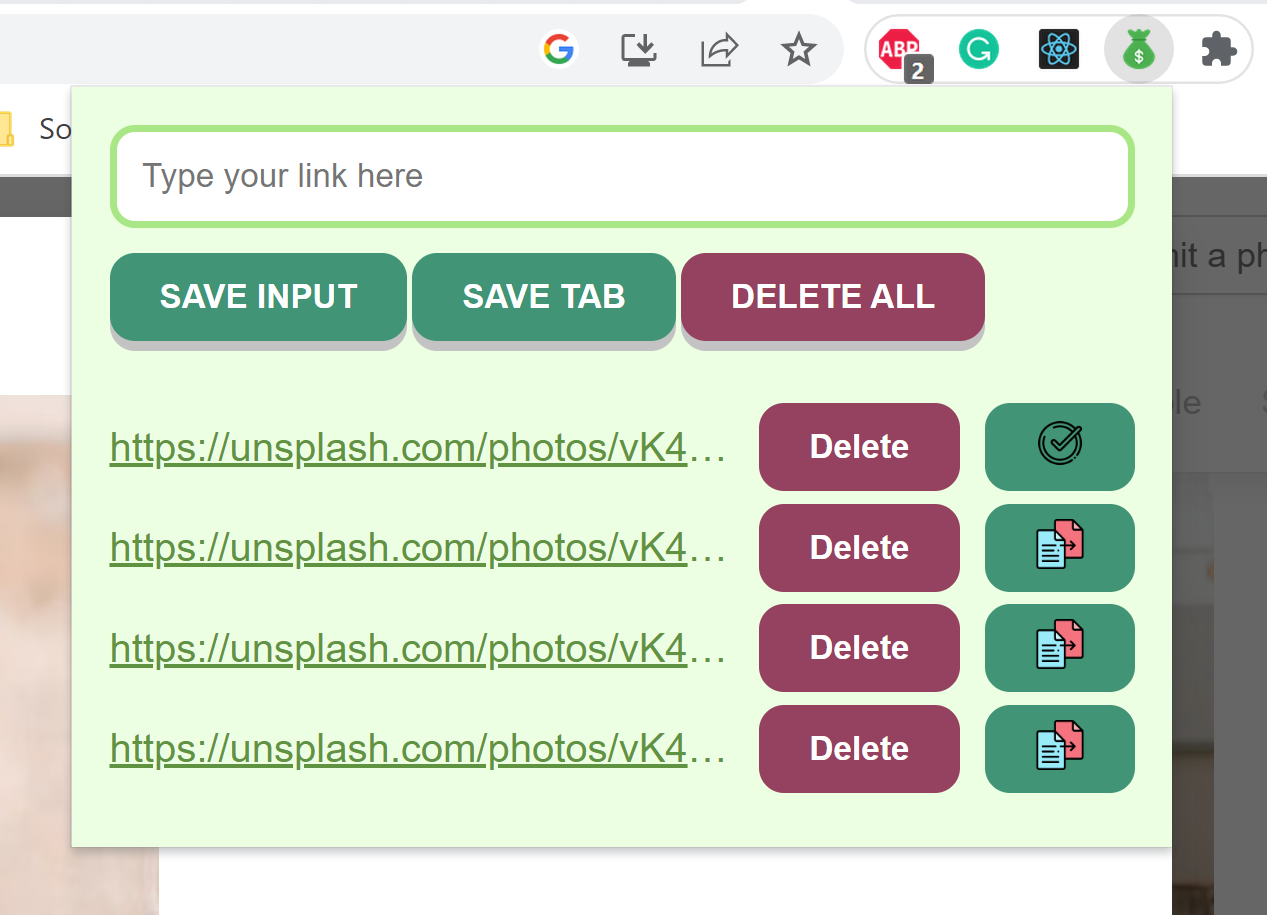 ABP
2
$
So
Type your link here
hit a ph
SAVE INPUT SAVE TAB DELETE ALL
le
https://unsplash.com/photos/vK4… Delete
https://unsplash.com/photos/vK4… Delete
https://unsplash.com/photos/vK4… Delete
https://unsplash.com/photos/vK4… Delete